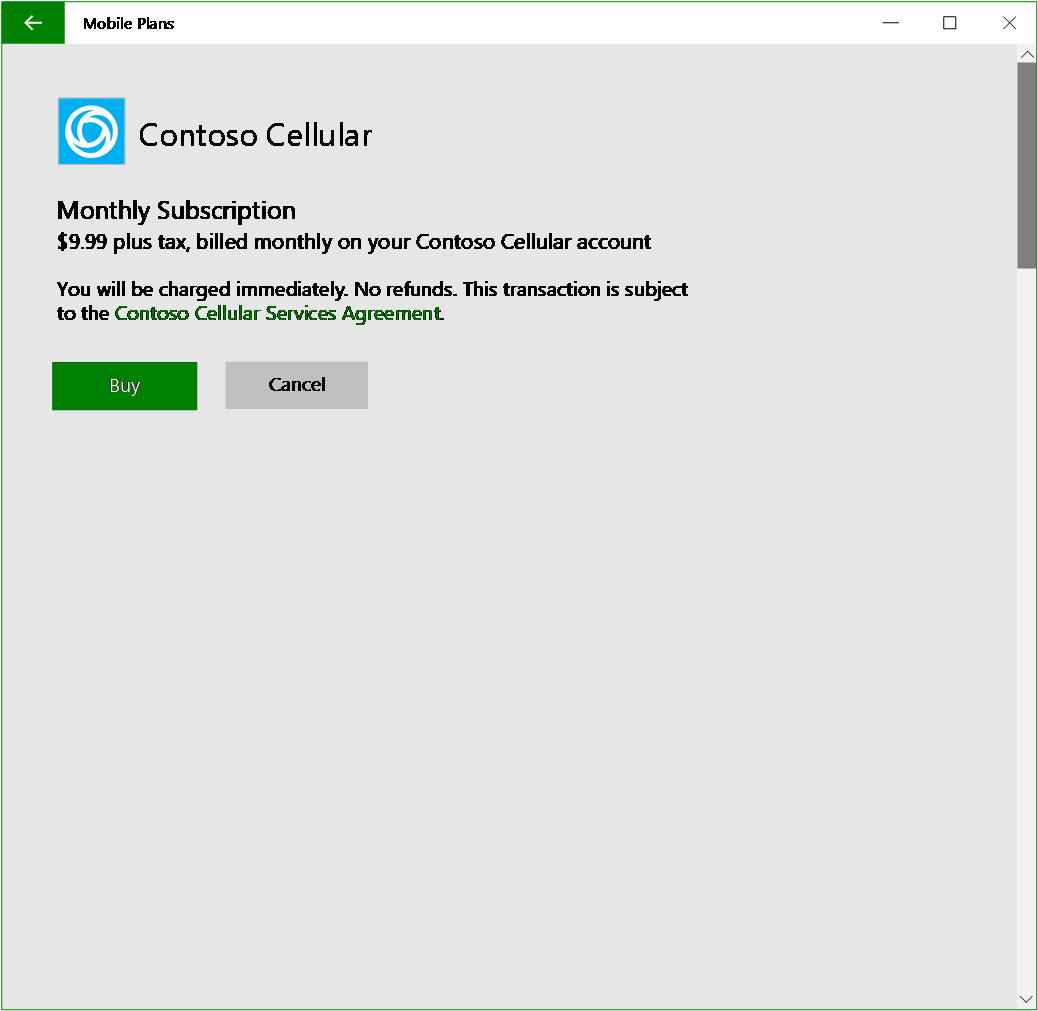 Mobile Plans
Contoso Cellular
Monthly Subscription
$9.99 plus tax, billed monthly on your Contoso Cellular account
You will be charged immediately. No refunds. This transaction is subject
to the Contoso Cellular Services Agreement.
Buy
Cancel